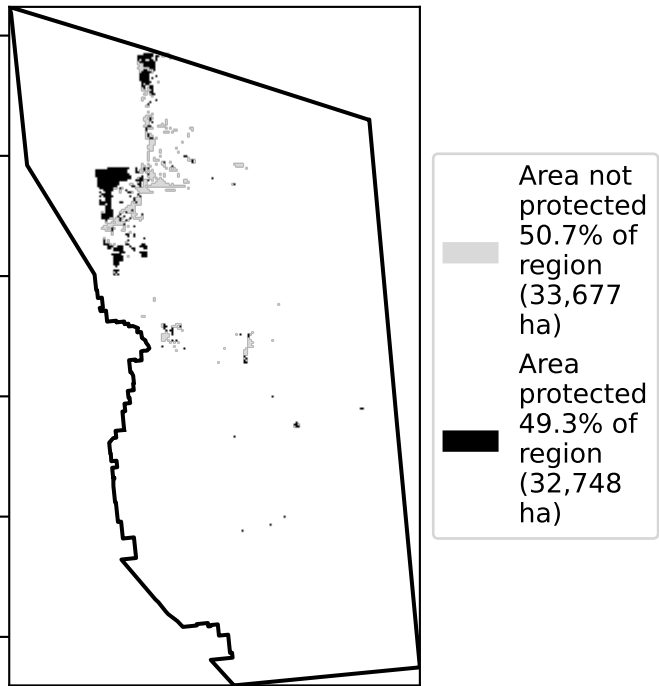 Area not
protected
50.7% of
region
(33,677
ha)
Area
protected
49.3% of
region
(32,748
ha)